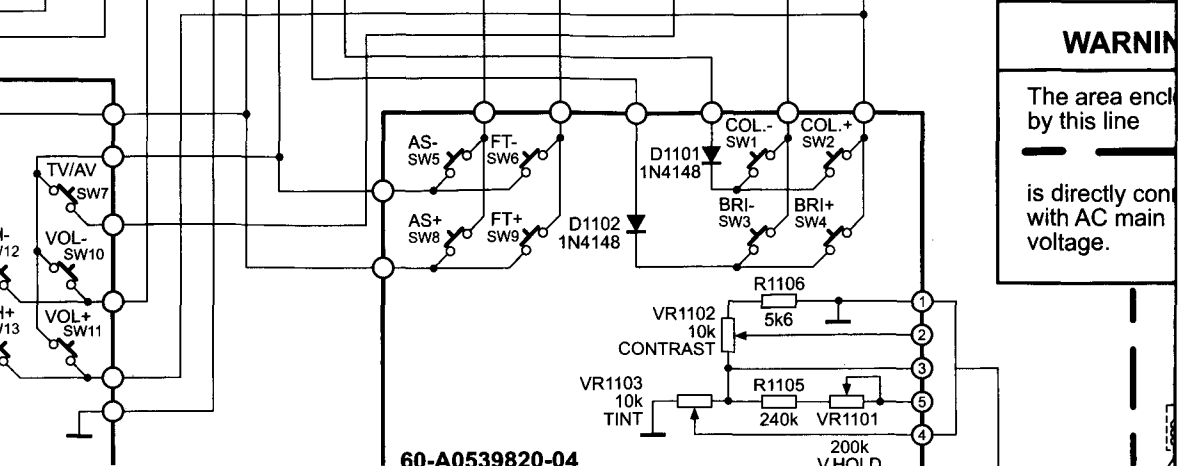 WARNIN
The area encl
by this line
is directly con
with AC main
voltage.
TV/AV
SW7
VOL-
SW10
VOL+
SW11
AS-
SW5
FT-
SW6
AS+
SW8
FT+
SW9
D1101
1N4148
D1102
1N4148
COL.-
SW1
COL.+
SW2
BRI-
SW3
BRI+
SW4
R1106
5k6
VR1102
10k
CONTRAST
VR1103
10k
TINT
R1105
240k
VR1101
200k
V.HOLD
1
2
3
5
4
60-A0539820-04